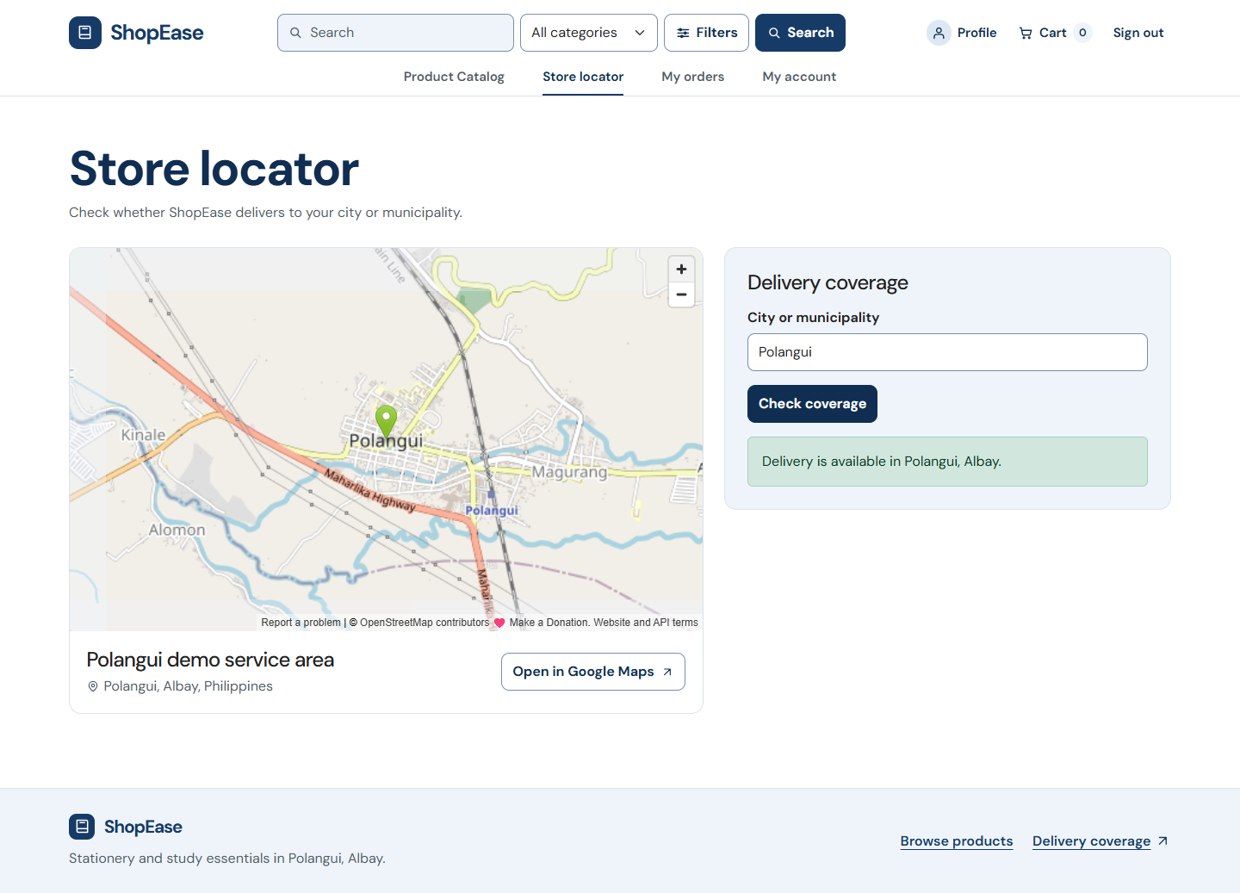 ShopEase
Search
All categories
Filters
Search
Profile
Cart 0
Sign out
Product Catalog
Store locator
My orders
My account
Store locator
Check whether ShopEase delivers to your city or municipality.
ain Line
+
−
Kinale
Polangui
Magurang
Maharlika Highway
Polangui
Alomon
Maharlik
Report a problem | © OpenStreetMap contributors ❤ Make a Donation. Website and API terms
Polangui demo service area
Polangui, Albay, Philippines
Open in Google Maps
Delivery coverage
City or municipality
Polangui
Check coverage
Delivery is available in Polangui, Albay.
ShopEase
Stationery and study essentials in Polangui, Albay.
Browse products
Delivery coverage